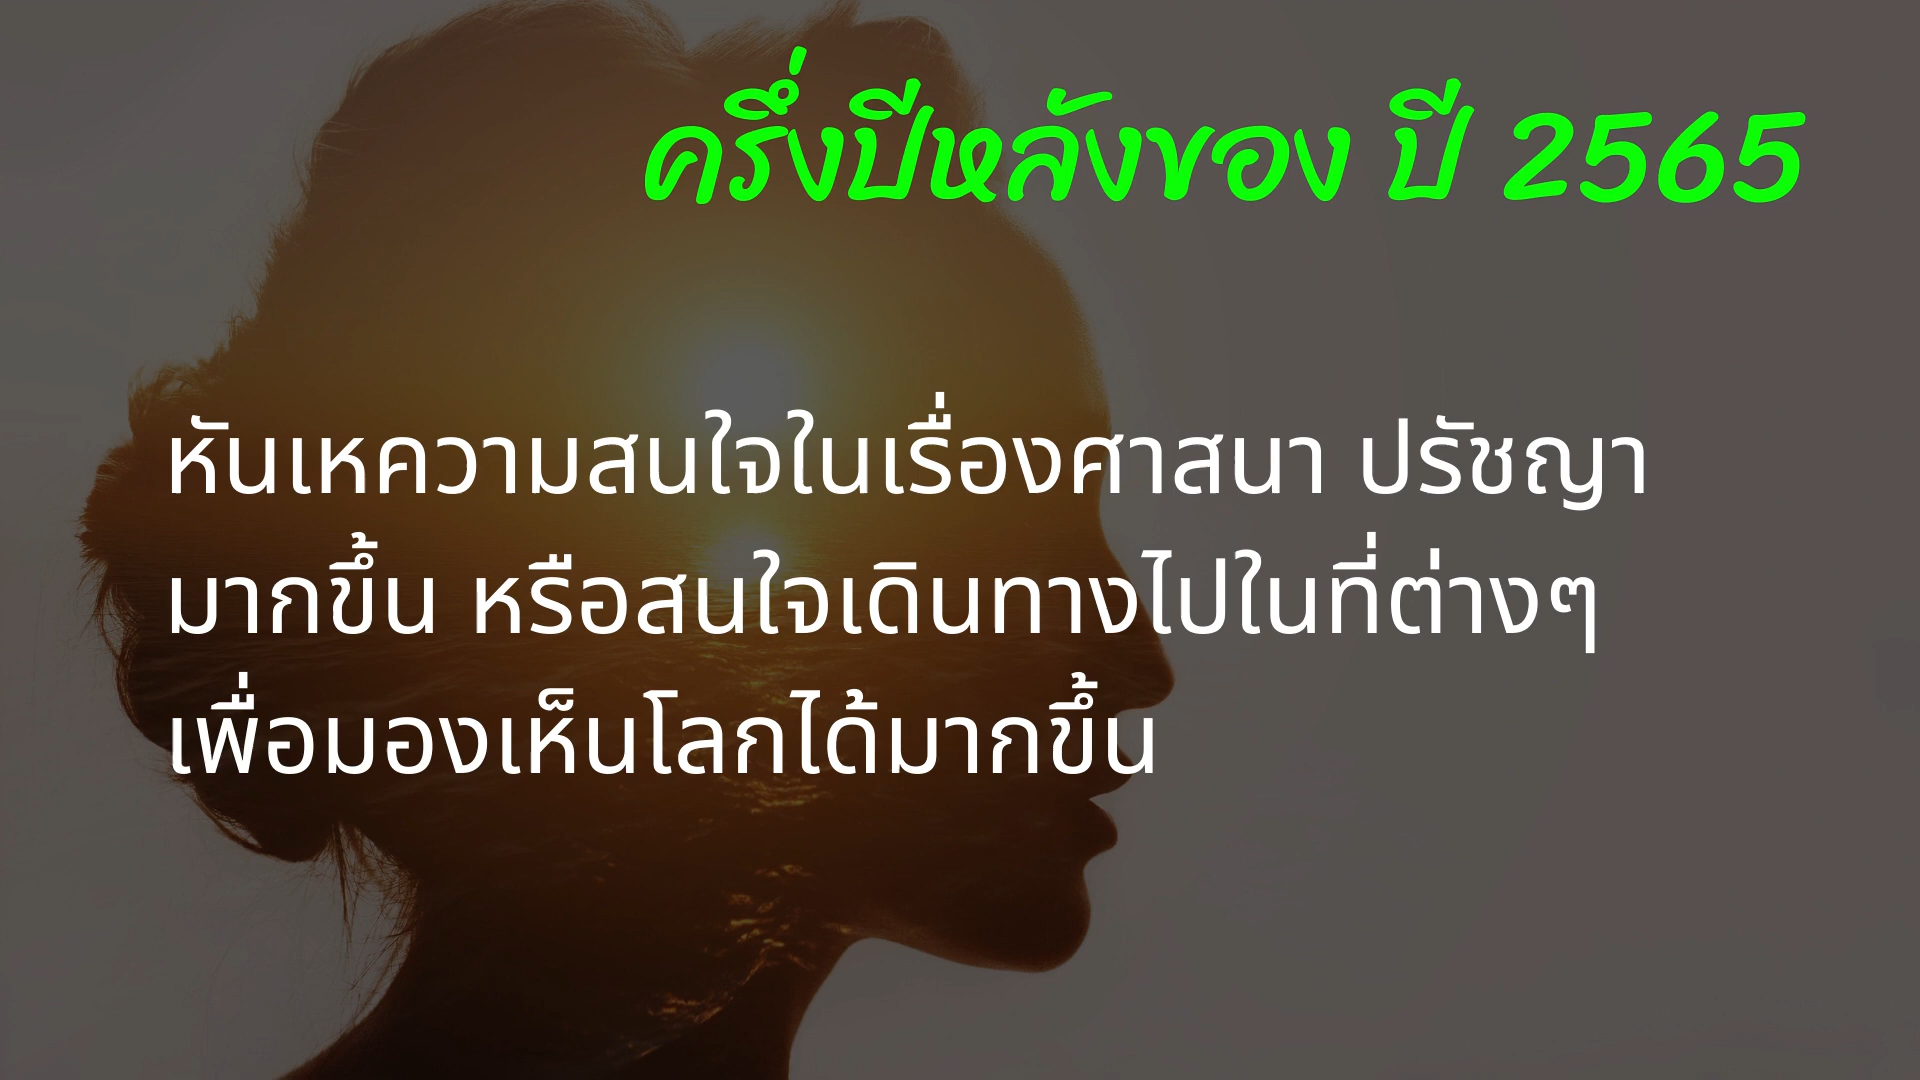 ครึ่งปีหลังของ ปี 2565
หันเหความสนใจในเรื่องศาสนา ปรัชญา
มากขึ้น หรือสนใจเดินทางไปในที่ต่างๆ
เพื่อมองเห็นโลกได้มากขึ้น